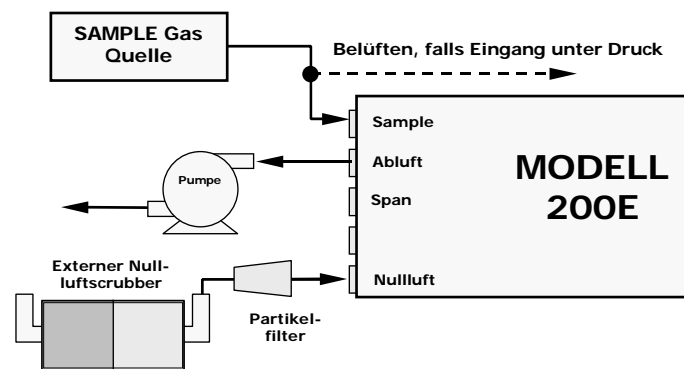 SAMPLE Gas
Quelle
Belüften, falls Eingang unter Druck
Sample
Abluft
Span
Nullluft
MODELL
200E
Pumpe
Externer Null-
luftscrubber
Partikel-
filter